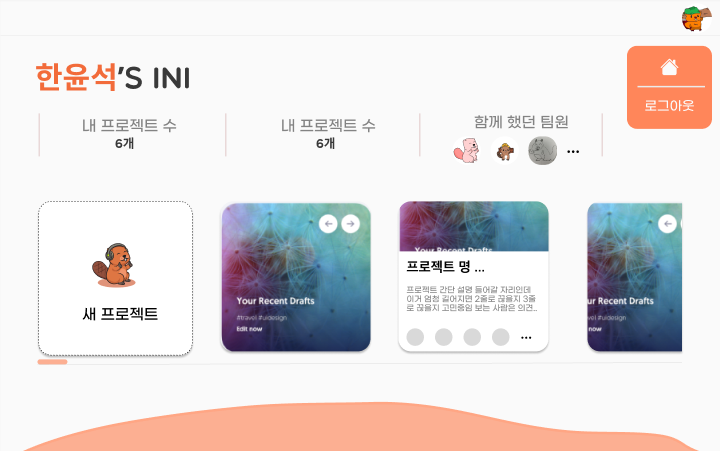 한윤석’S INI
로그아웃
내 프로젝트 수
6개
내 프로젝트 수
6개
함께 했던 팀원
...
새 프로젝트
Your Recent Drafts
#travel #uidesign
Edit now
Your Recent Drafts
프로젝트 명 ...
프로젝트 간단 설명 들어갈 자리인데
이거 엄청 길어지면 2줄로 끊을지 3줄
로 끊을지 고민중임 보는 사람은 의견..
...
Your Recent Drafts
#travel #uidesign
Edit now